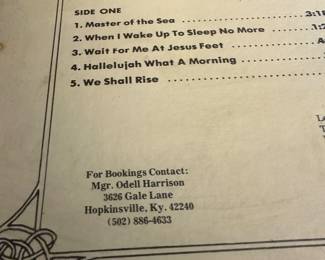 SIDE ONE
1. Master of the Sea
2. When I Wake Up To Sleep No More
3. Wait For Me At Jesus Feet
4. Hallelujah What A Morning
5. We Shall Rise
For Bookings Contact:
Mgr. Odell Harrison
3626 Gale Lane
Hopkinsville, Ky. 42240
(502) 886-4633